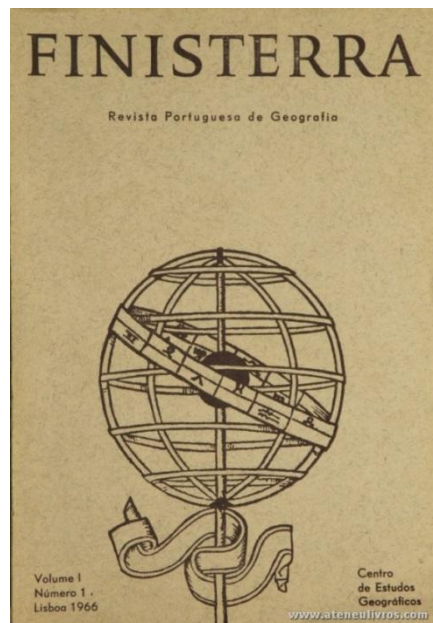 FINISTERRA
Revista Portuguesa de Geografia
Volume I
Número 1.
Lisboa 1966
Centro
de Estudos
Geográficos
www.ateneulivros.com